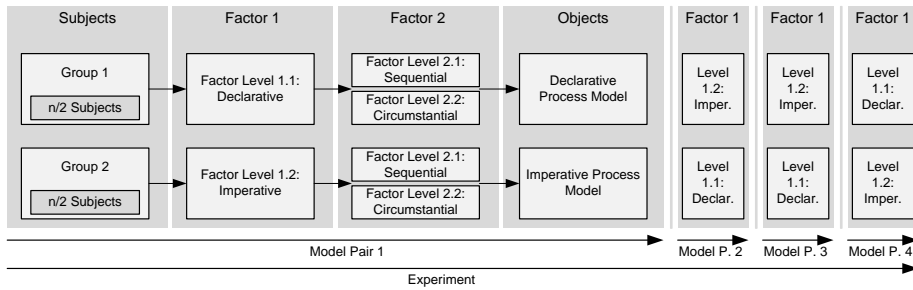 Subjects
Factor 1
Factor 2
Objects
Factor 1
Factor 1
Factor 1
Group 1
n/2 Subjects
Factor Level 1.1:
Declarative
Factor Level 2.1:
Sequential
Factor Level 2.2:
Circumstantial
Declarative
Process Model
Level
1.2:
Imper.
Level
1.2:
Imper.
Level
1.1:
Declar.
Group 2
n/2 Subjects
Factor Level 1.2:
Imperative
Factor Level 2.1:
Sequential
Factor Level 2.2:
Circumstantial
Imperative Process
Model
Level
1.1:
Declar.
Level
1.1:
Declar.
Level
1.2:
Imper.
Model Pair 1
Model P. 2
Model P. 3
Model P. 4
Experiment